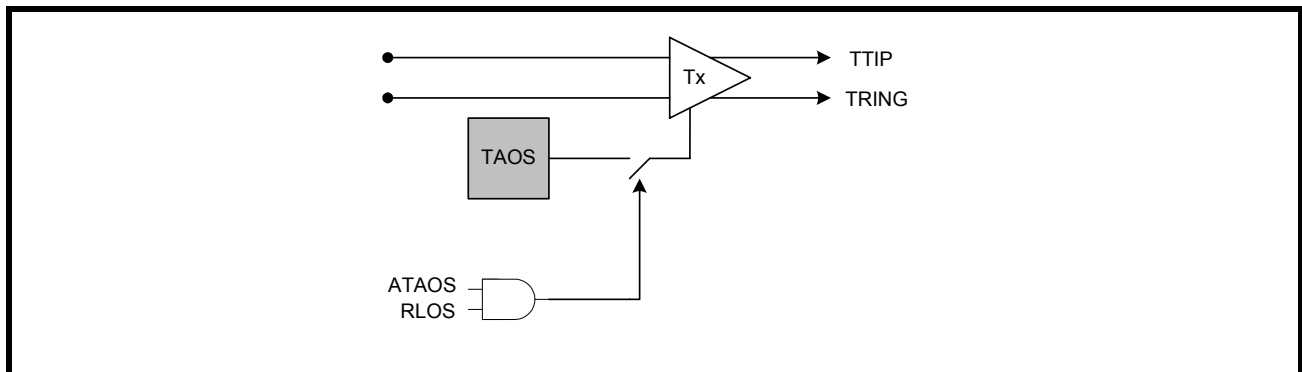 TTIP
Tx
TRING
TAOS
ATAOS
RLOS